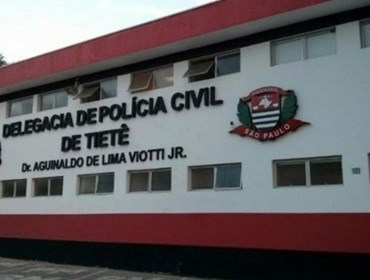 DELEGACIA DE POLÍCIA CIVIL
DE TIETÊ
Dr. AGUINALDO DE LIMA VIOTTI JR.
SÃO PAULO